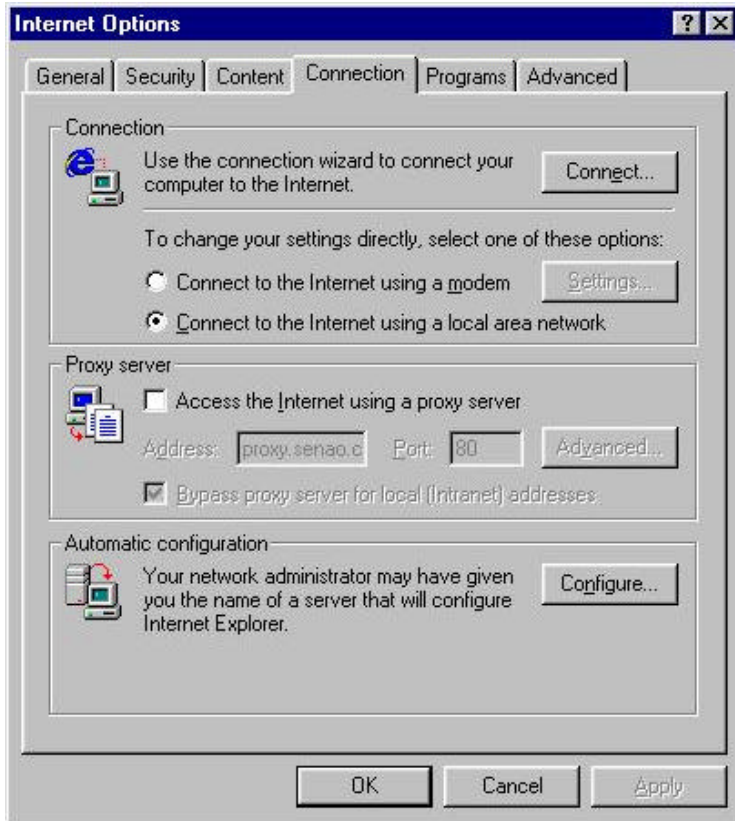 Internet Options
General Security Content Connection Programs Advanced
Connection
Use the connection wizard to connect your
computer to the Internet.
Connect...
To change your settings directly, select one of these options:
Connect to the Internet using a modem
Settings...
Connect to the Internet using a local area network
Proxy server
Access the Internet using a proxy server
Address: proxy.senao.c Port: 80 Advanced...
Bypass proxy server for local (Intranet) addresses
Automatic configuration
Your network administrator may have given
you the name of a server that will configure
Internet Explorer.
Configure...
OK Cancel Apply